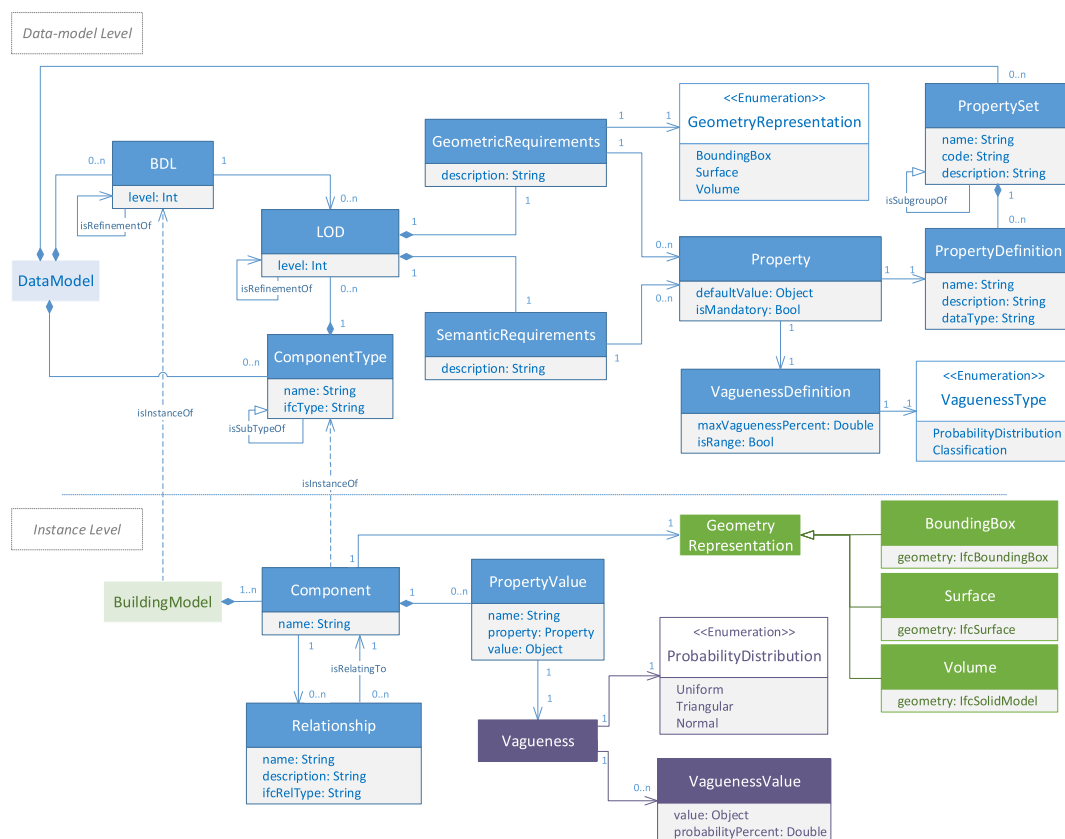 Data-model Level
0..n
<<Enumeration>>
GeometryRepresentation
BoundingBox
Surface
Volume
PropertySet
name: String
code: String
description: String
isSubgroupOf
1
0..n
GeometricRequirements
description: String
1
1
1
1
BDL
level: Int
0..n
1
isRefinementOf
0..n
LOD
level: Int
isRefinementOf
1
1
0..n
1
DataModel
0..n
ComponentType
name: String
ifcType: String
isSubTypeOf
SemanticRequirements
description: String
1
0..n
0..n
Property
defaultValue: Object
isMandatory: Bool
1
1
PropertyDefinition
name: String
description: String
dataType: String
1
1
VaguenessDefinition
maxVaguenessPercent: Double
isRange: Bool
1
1
<<Enumeration>>
VaguenessType
ProbabilityDistribution
Classification
isInstanceOf
isInstanceOf
Instance Level
1
1
Geometry
Representation
BoundingBox
geometry: IfcBoundingBox
Surface
geometry: IfcSurface
Volume
geometry: IfcSolidModel
BuildingModel
1..n
Component
name: String
1
0..n
PropertyValue
name: String
property: Property
value: Object
1
1
1
isRelatingTo
0..n
0..n
Relationship
name: String
description: String
ifcRelType: String
1
1
Vagueness
1
1
<<Enumeration>>
ProbabilityDistribution
Uniform
Triangular
Normal
1
0..n
VaguenessValue
value: Object
probabilityPercent: Double